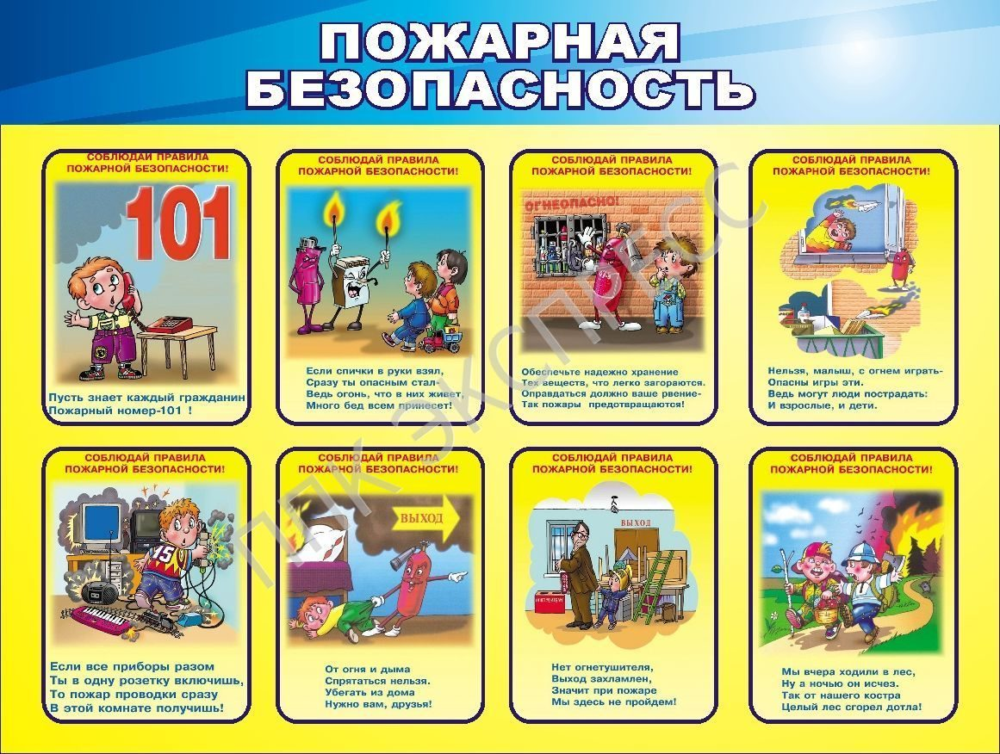 ПОЖАРНАЯ
БЕЗОПАСНОСТЬ
СОБЛЮДАЙ ПРАВИЛА
ПОЖАРНОЙ БЕЗОПАСНОСТИ!
101
Пусть знает каждый гражданин
Пожарный номер-101 !
СОБЛЮДАЙ ПРАВИЛА
ПОЖАРНОЙ БЕЗОПАСНОСТИ!
Если спички в руки взял,
Сразу ты опасным стал-
Ведь огонь, что в них живет,
Много бед всем принесет!
СОБЛЮДАЙ ПРАВИЛА
ПОЖАРНОЙ БЕЗОПАСНОСТИ!
ОГНЕОПАСНО!
Обеспечьте надежно хранение
Тех веществ, что легко загораются.
Оправдаться должно ваше рвение-
Так пожары предотвращаются!
СОБЛЮДАЙ ПРАВИЛА
ПОЖАРНОЙ БЕЗОПАСНОСТИ!
Нельзя, малыш, с огнем играть-
Опасны игры эти.
Ведь могут люди пострадать:
И взрослые, и дети.
СОБЛЮДАЙ ПРАВИЛА
ПОЖАРНОЙ БЕЗОПАСНОСТИ!
15
Если все приборы разом
Ты в одну розетку включишь,
То пожар проводки сразу
В этой комнате получишь!
СОБЛЮДАЙ ПРАВИЛА
ПОЖАРНОЙ БЕЗОПАСНОСТИ!
ВЫХОД
От огня и дыма
Спрятаться нельзя.
Убегать из дома
Нужно вам, друзья!
СОБЛЮДАЙ ПРАВИЛА
ПОЖАРНОЙ БЕЗОПАСНОСТИ!
ВЫХОД
Нет огнетушителя,
Выход захламлен,
Значит при пожаре
Мы здесь не пройдем!
СОБЛЮДАЙ ПРАВИЛА
ПОЖАРНОЙ БЕЗОПАСНОСТИ!
Мы вчера ходили в лес,
Ну а ночью он исчез.
Так от нашего костра
Целый лес сгорел дотла!
ППК ЭКСПРЕСС